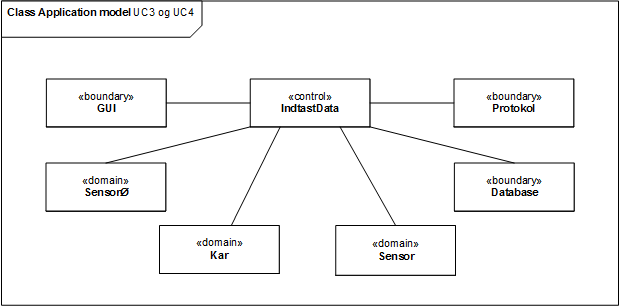 Class Application model UC3 og UC4
«boundary»
GUI
«control»
IndtastData
«boundary»
Protokol
«domain»
SensorØ
«boundary»
Database
«domain»
Kar
«domain»
Sensor